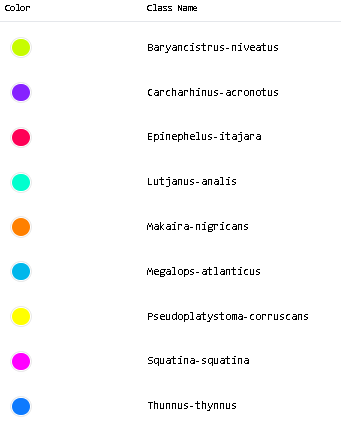 Color Class Name
Baryancistrus-niveatus
Carcharhinus-acronotus
Epinephelus-itajara
Lutjanus-analis
Makaira-nigricans
Megalops-atlanticus
Pseudoplatystoma-corruscans
Squatina-squatina
Thunnus-thynnus